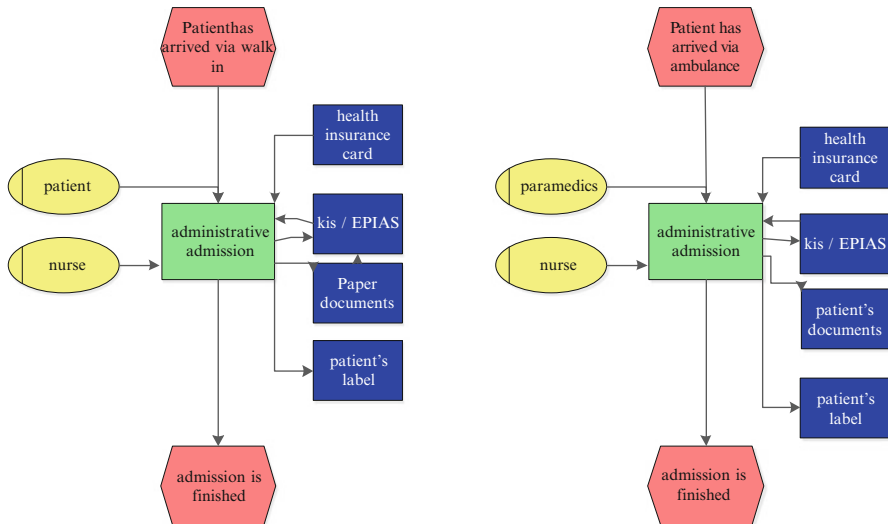 Patienthas
arrived via walk
in
health
insurance
card
patient
kis / EPIAS
administrative
admission
nurse
Paper
documents
patient's
label
admission is
finished
Patient has
arrived via
ambulance
health
insurance
card
paramedics
administrative
admission
kis / EPIAS
nurse
patient's
documents
patient's
label
admission is
finished